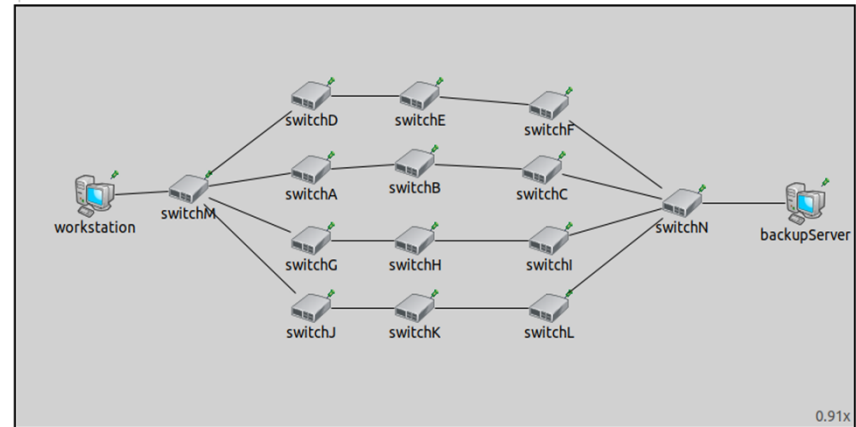 switchD
switchE
switchF
switchA
switchB
switchC
workstation
switchM
switchN
backupServer
switchG
switchH
switchI
switchJ
switchK
switchL
0.91x